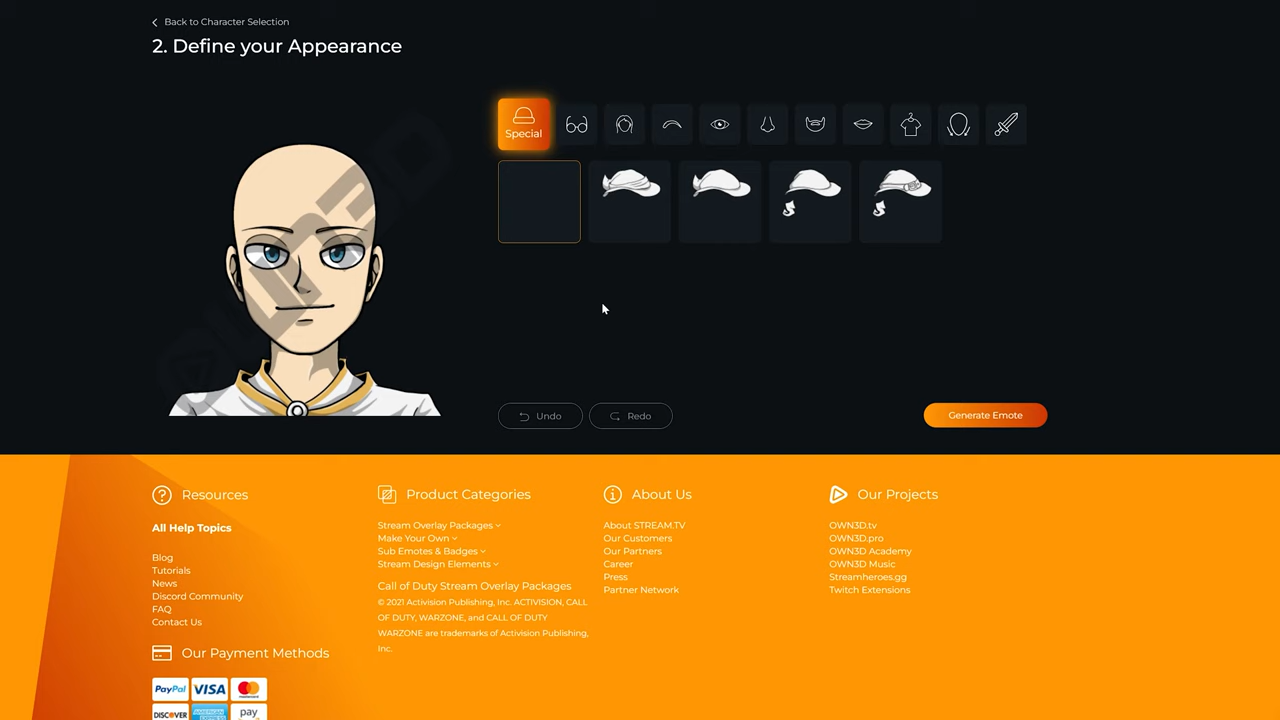 Back to Character Selection
2. Define your Appearance
Special
OWN3D
Undo
Redo
Generate Emote
Resources
All Help Topics
Blog
Tutorials
News
Discord Community
FAQ
Contact Us
Our Payment Methods
PayPal
VISA
mastercard
DISCOVER
AMERICAN
pay
Product Categories
Stream Overlay Packages
Make Your Own
Sub Emotes & Badges
Stream Design Elements
Call of Duty Stream Overlay Packages
© 2021 Activision Publishing, Inc. ACTIVISION, CALL
OF DUTY, WARZONE, and CALL OF DUTY
WARZONE are trademarks of Activision Publishing,
Inc.
About Us
About STREAM.TV
Our Customers
Our Partners
Career
Press
Partner Network
Our Projects
OWN3D.tv
OWN3D.pro
OWN3D Academy
OWN3D Music
Streamheroes.gg
Twitch Extensions